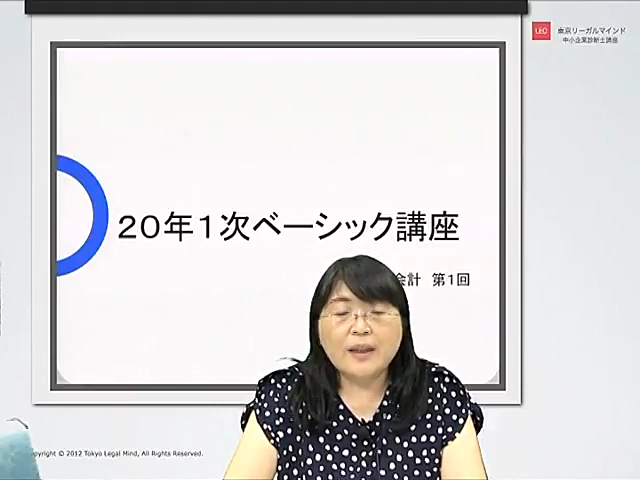 LEC 東京リーガルマインド
中小企業診断士講座
20年1次ベーシック講座
会計 第1回
opyright © 2012 Tokyo Legal Mind, All Rights Reserved.